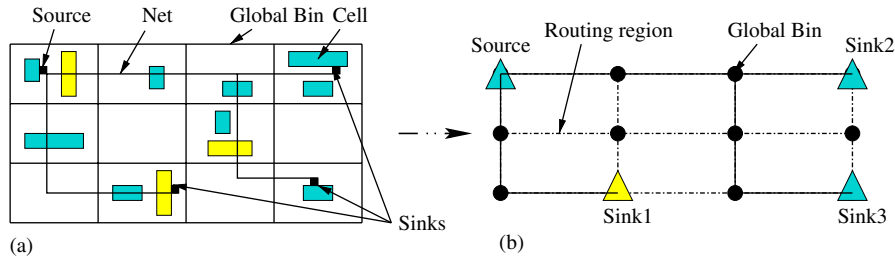 Source
Net
Global Bin
Cell
Sinks
(a)
Source
Routing region
Global Bin
Sink2
Sink1
Sink3
(b)